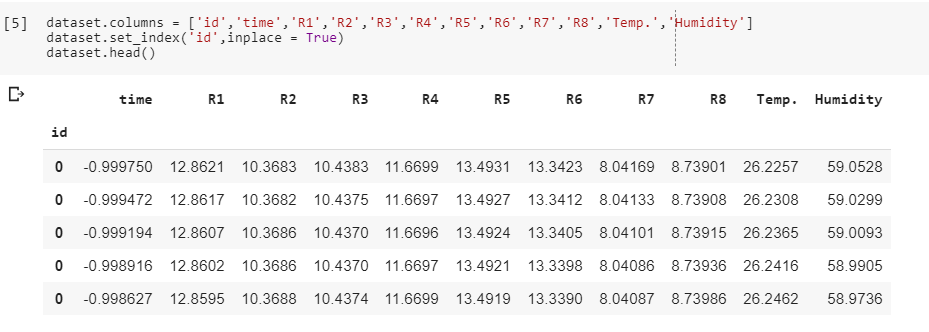 [5] dataset.columns = ['id','time','R1','R2','R3','R4','R5','R6','R7','R8','Temp.','Humidity']
dataset.set_index('id',inplace = True)
dataset.head()
time R1 R2 R3 R4 R5 R6 R7 R8 Temp. Humidity
id
0 -0.999750 12.8621 10.3683 10.4383 11.6699 13.4931 13.3423 8.04169 8.73901 26.2257 59.0528
0 -0.999472 12.8617 10.3682 10.4375 11.6697 13.4927 13.3412 8.04133 8.73908 26.2308 59.0299
0 -0.999194 12.8607 10.3686 10.4370 11.6696 13.4924 13.3405 8.04101 8.73915 26.2365 59.0093
0 -0.998916 12.8602 10.3686 10.4370 11.6697 13.4921 13.3398 8.04086 8.73936 26.2416 58.9905
0 -0.998627 12.8595 10.3688 10.4374 11.6699 13.4919 13.3390 8.04087 8.73986 26.2462 58.9736